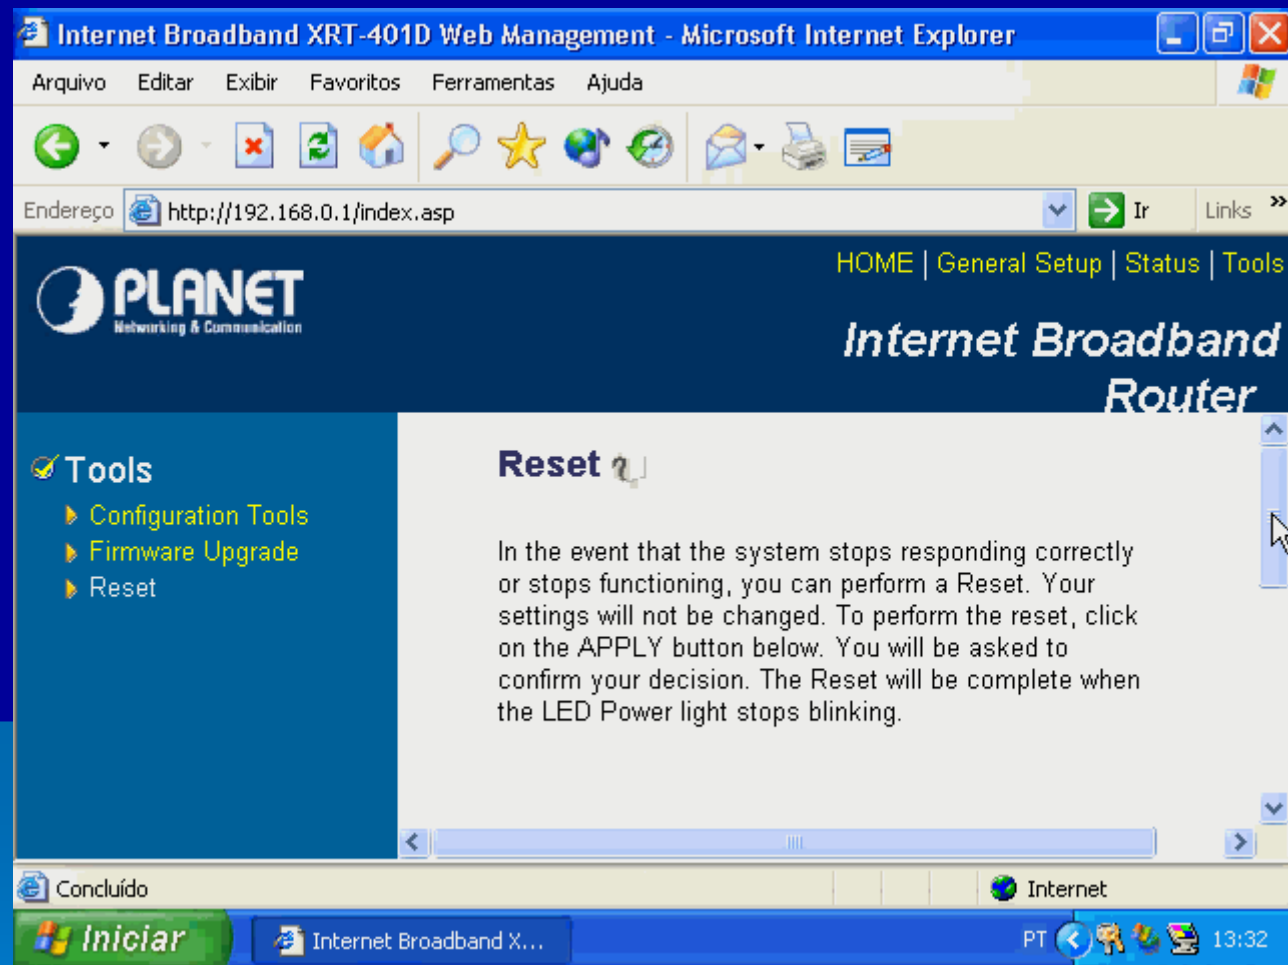 Internet Broadband XRT-401D Web Management - Microsoft Internet Explorer
Arquivo Editar Exibir Favoritos Ferramentas Ajuda
Endereço http://192.168.0.1/index.asp Ir Links »
PLANET
Networking & Communication
HOME | General Setup | Status | Tools
Internet Broadband
Router
Tools
Configuration Tools
Firmware Upgrade
Reset
Reset
In the event that the system stops responding correctly
or stops functioning, you can perform a Reset. Your
settings will not be changed. To perform the reset, click
on the APPLY button below. You will be asked to
confirm your decision. The Reset will be complete when
the LED Power light stops blinking.
Concluído Internet
Iniciar Internet Broadband X... PT 13:32